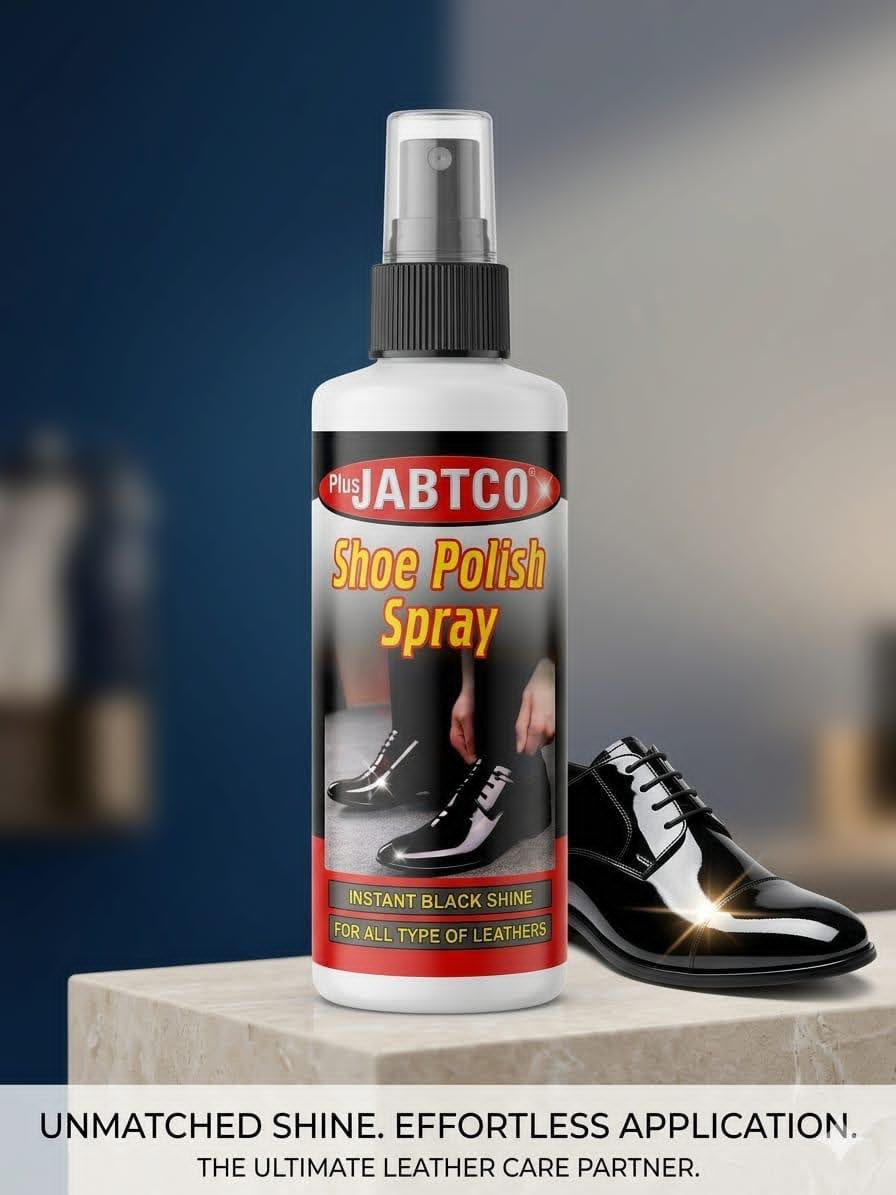 Plus JABTCO®
Shoe Polish
Spray
INSTANT BLACK SHINE
FOR ALL TYPE OF LEATHERS
UNMATCHED SHINE. EFFORTLESS APPLICATION.
THE ULTIMATE LEATHER CARE PARTNER.